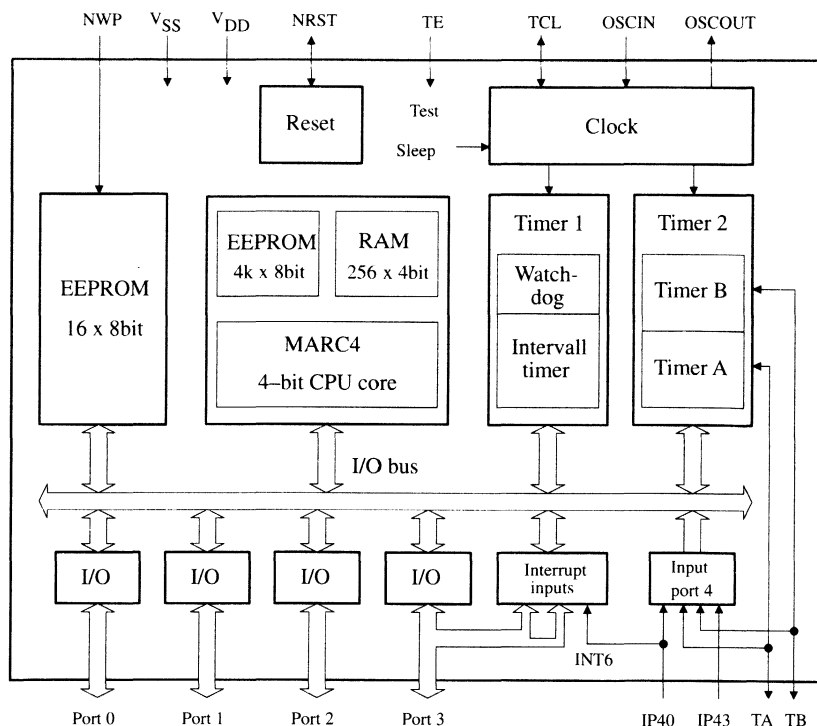 NWP VSS VDD NRST TE TCL OSCIN OSCOUT
Reset
Test
Sleep
Clock
EEPROM
16 x 8bit
EEPROM
4k x 8bit
RAM
256 x 4bit
MARC4
4–bit CPU core
Timer 1
Watch-
dog
Intervall
timer
Timer 2
Timer B
Timer A
I/O bus
I/O
I/O
I/O
I/O
Interrupt
inputs
Input
port 4
INT6
Port 0 Port 1 Port 2 Port 3 IP40 IP43 TA TB